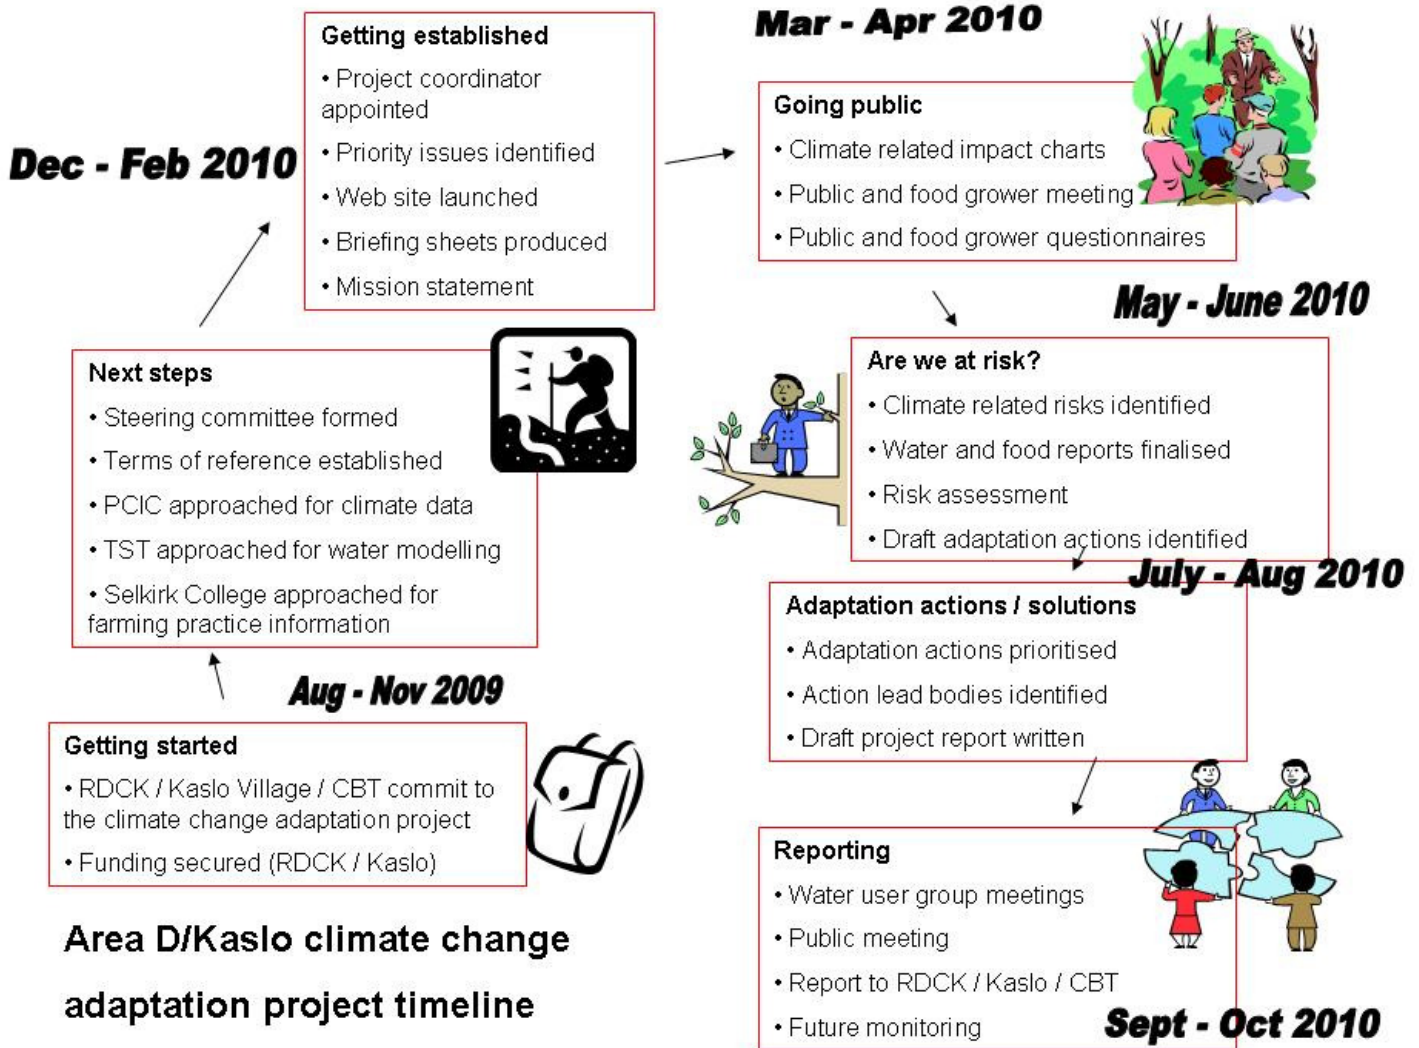 Getting started
• RDCK / Kaslo Village / CBT commit to
the climate change adaptation project
• Funding secured (RDCK / Kaslo)
Aug - Nov 2009
Next steps
• Steering committee formed
• Terms of reference established
• PCIC approached for climate data
• TST approached for water modelling
• Selkirk College approached for
farming practice information
Dec - Feb 2010
Getting established
• Project coordinator
appointed
• Priority issues identified
• Web site launched
• Briefing sheets produced
• Mission statement
Mar - Apr 2010
Going public
• Climate related impact charts
• Public and food grower meeting
• Public and food grower questionnaires
May - June 2010
Are we at risk?
• Climate related risks identified
• Water and food reports finalised
• Risk assessment
• Draft adaptation actions identified
July - Aug 2010
Adaptation actions / solutions
• Adaptation actions prioritised
• Action lead bodies identified
• Draft project report written
Reporting
• Water user group meetings
• Public meeting
• Report to RDCK / Kaslo / CBT
• Future monitoring
Sept - Oct 2010
Area D/Kaslo climate change
adaptation project timeline